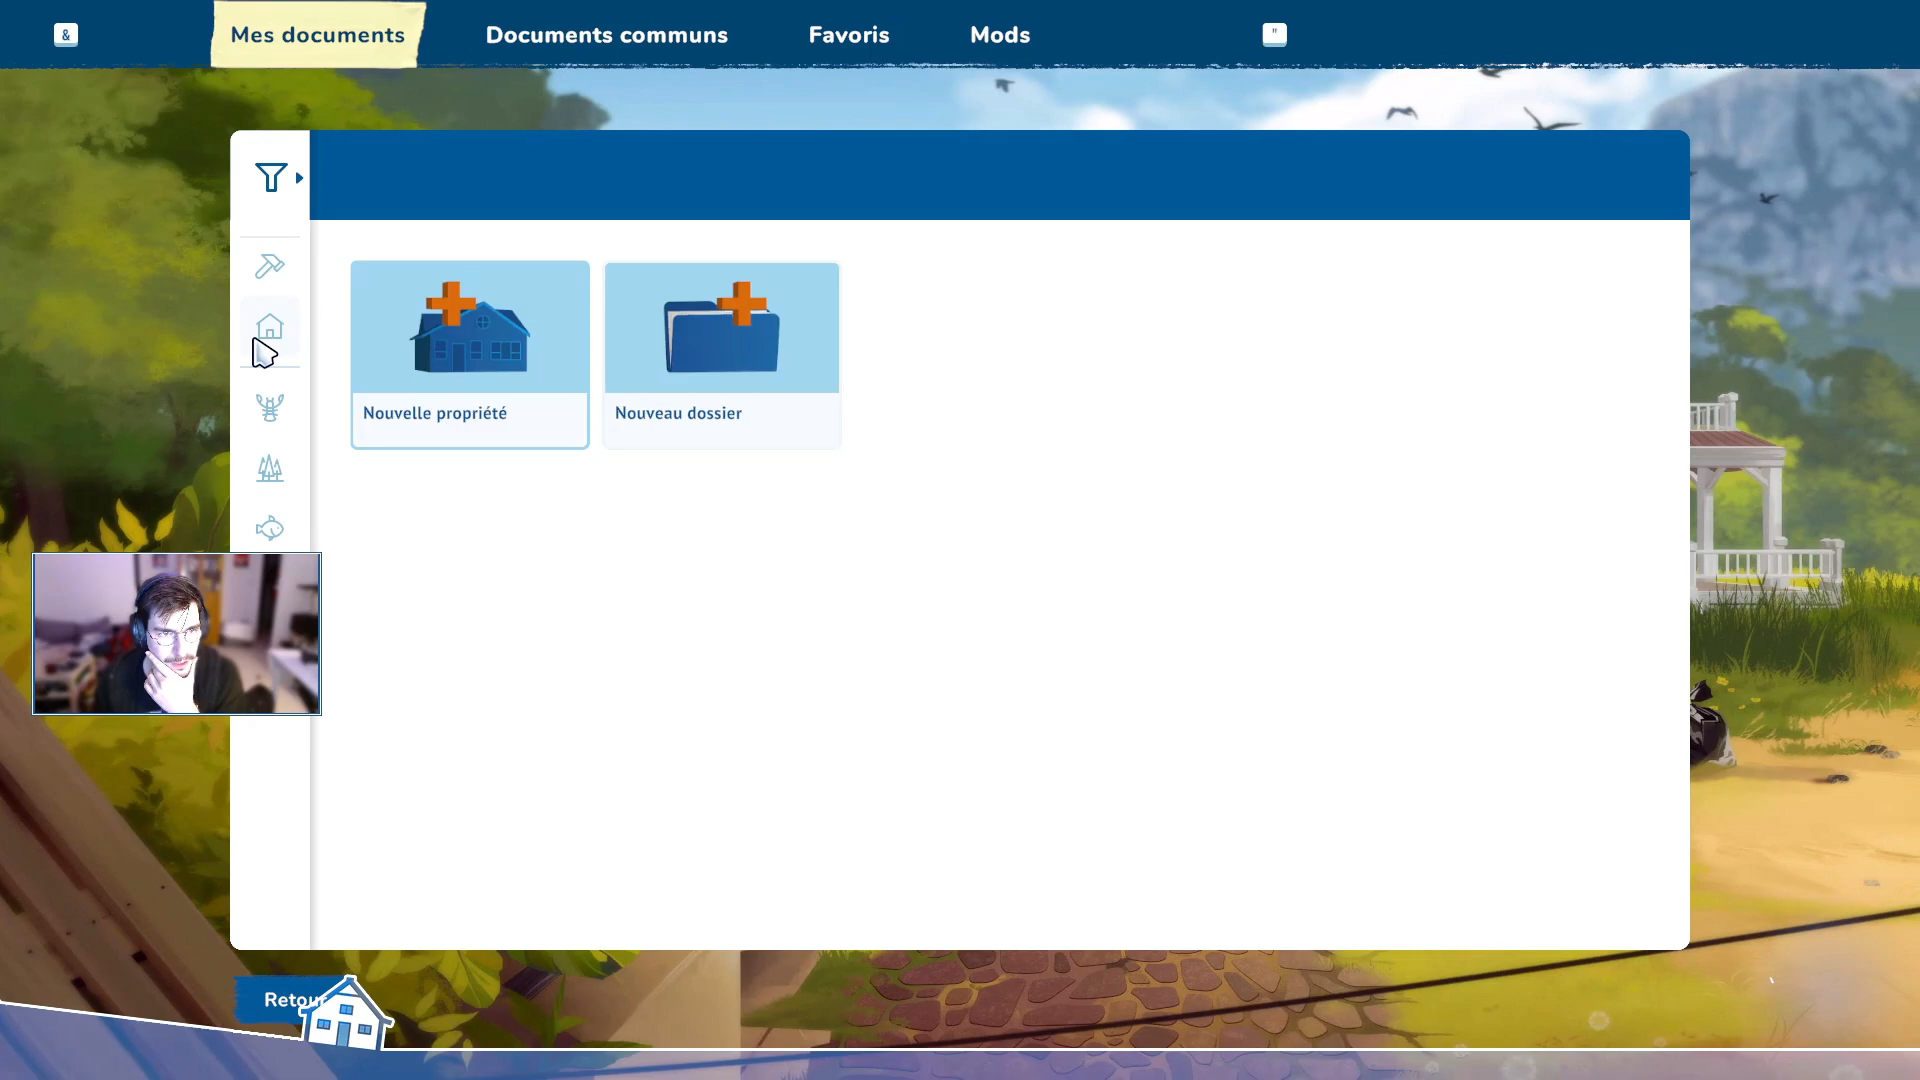 &
Mes documents
Documents communs
Favoris
Mods
"
Nouvelle propriété
Nouveau dossier
Retour